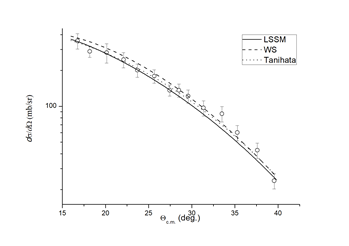 LSSM
WS
Tanihata
dσ/dΩ (mb/sr)
100
15 20 25 30 35 40
Θc.m. (deg.)